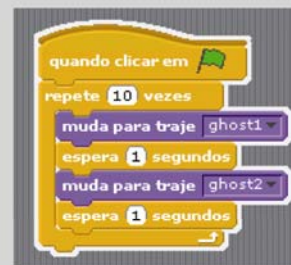 quando clicar em
repete 10 vezes
muda para traje ghost1
espera 1 segundos
muda para traje ghost2
espera 1 segundos